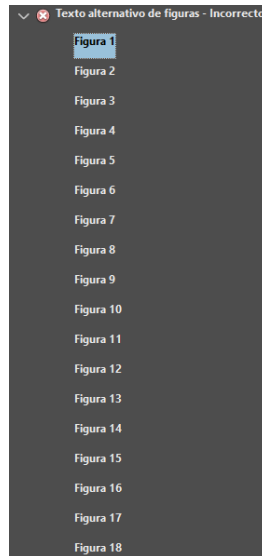 Texto alternativo de figuras - Incorrecto
Figura 1
Figura 2
Figura 3
Figura 4
Figura 5
Figura 6
Figura 7
Figura 8
Figura 9
Figura 10
Figura 11
Figura 12
Figura 13
Figura 14
Figura 15
Figura 16
Figura 17
Figura 18